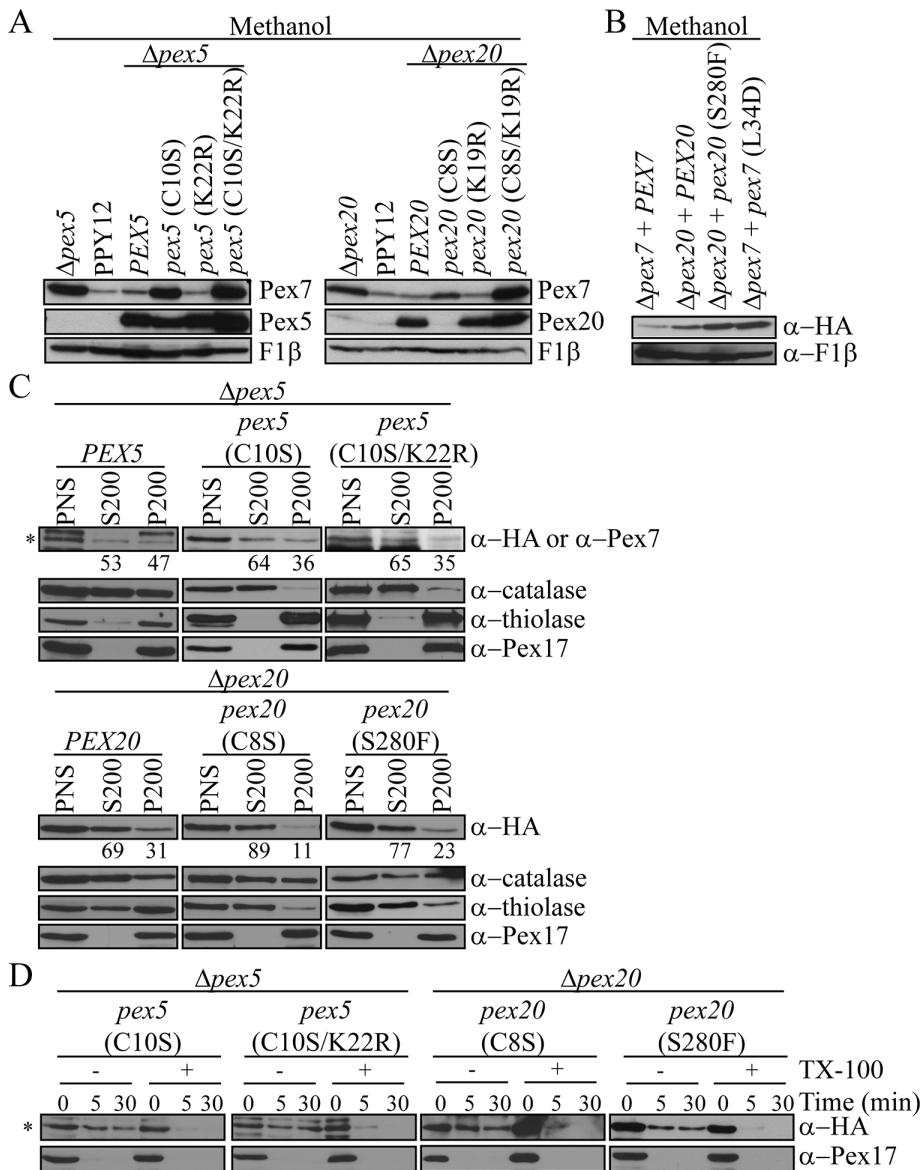 A
Methanol
Δpex5
Δpex20
Δpex5
PPY12
PEX5
pex5 (C10S)
pex5 (K22R)
pex5 (C10S/K22R)
Δpex20
PPY12
PEX20
pex20 (C8S)
pex20 (K19R)
pex20 (C8S/K19R)
Pex7
Pex5
F1β
Pex7
Pex20
F1β
B
Methanol
Δpex7 + PEX7
Δpex20 + PEX20
Δpex20 + pex20 (S280F)
Δpex7 + pex7 (L34D)
α–HA
α–F1β
C
Δpex5
PEX5
pex5
(C10S)
pex5
(C10S/K22R)
PNS S200 P200 PNS S200 P200 PNS S200 P200
* α–HA or α–Pex7
53 47 64 36 65 35
α–catalase
α–thiolase
α–Pex17
Δpex20
PEX20
pex20
(C8S)
pex20
(S280F)
PNS S200 P200 PNS S200 P200 PNS S200 P200
α–HA
69 31 89 11 77 23
α–catalase
α–thiolase
α–Pex17
D
Δpex5 Δpex20
pex5 pex5 pex20 pex20
(C10S) (C10S/K22R) (C8S) (S280F)
- + - + - + - + TX-100
0 5 30 0 5 30 0 5 30 0 5 30 0 5 30 0 5 30 0 5 30 0 5 30 Time (min)
* α–HA
α–Pex17